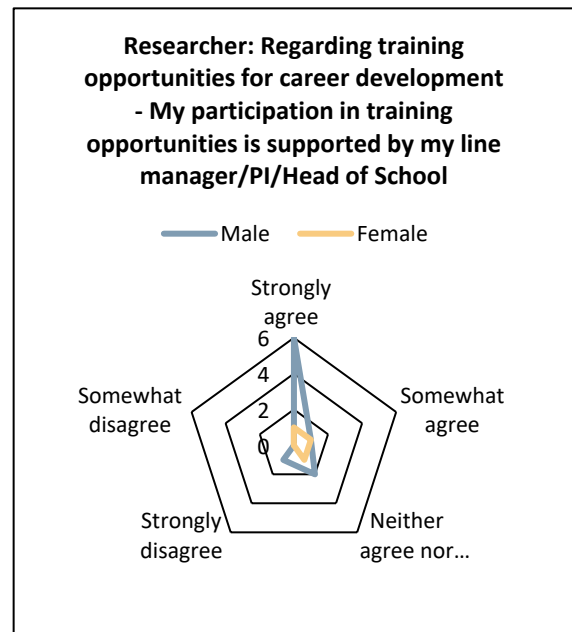 Researcher: Regarding training
opportunities for career development
- My participation in training
opportunities is supported by my line
manager/PI/Head of School
Male Female
Strongly
agree
6
4
2
0
Somewhat
agree
Neither
agree nor...
Strongly
disagree
Somewhat
disagree